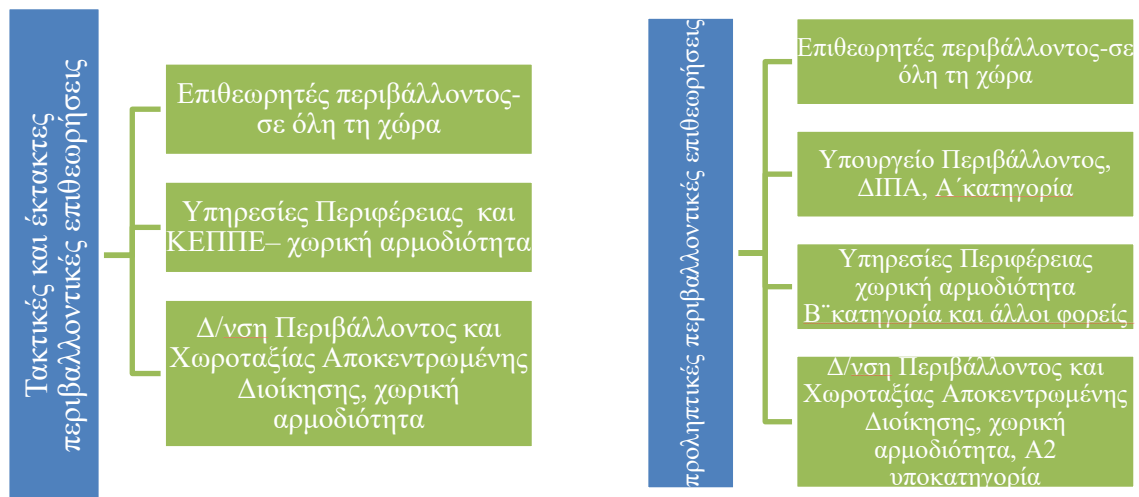 Τακτικές και έκτακτες
περιβαλλοντικές επιθεωρήσεις
Επιθεωρητές περιβάλλοντος-
σε όλη τη χώρα
Υπηρεσίες Περιφέρειας και
ΚΕΠΠΕ– χωρική αρμοδιότητα
Δ/νση Περιβάλλοντος και
Χωροταξίας Αποκεντρωμένης
Διοίκησης, χωρική
αρμοδιότητα
προληπτικές περιβαλλοντικές επιθεωρήσεις
Επιθεωρητές περιβάλλοντος-σε
όλη τη χώρα
Υπουργείο Περιβάλλοντος,
ΔΙΠΑ, Α΄κατηγορία
Υπηρεσίες Περιφέρειας
χωρική αρμοδιότητα
Β¨κατηγορία και άλλοι φορείς
Δ/νση Περιβάλλοντος και
Χωροταξίας Αποκεντρωμένης
Διοίκησης, χωρική
αρμοδιότητα, Α2
υποκατηγορία